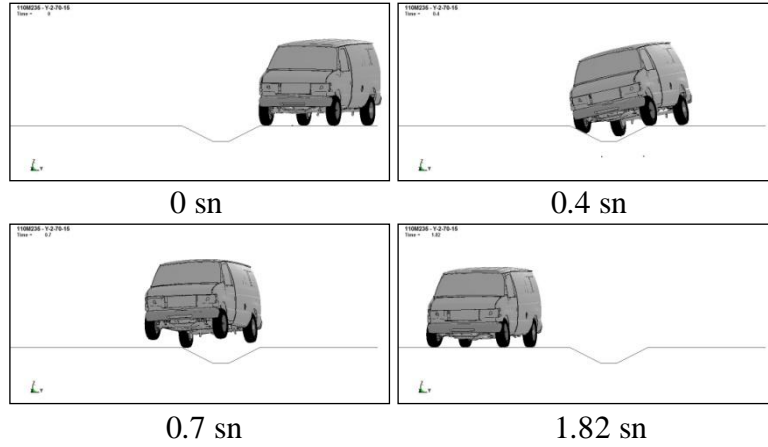 110M235 - Y-2-70-15
Time = 0
110M235 - Y-2-70-15
Time = 0.4
0 sn
0.4 sn
110M235 - Y-2-70-15
Time = 0.7
110M235 - Y-2-70-15
Time = 1.82
0.7 sn
1.82 sn